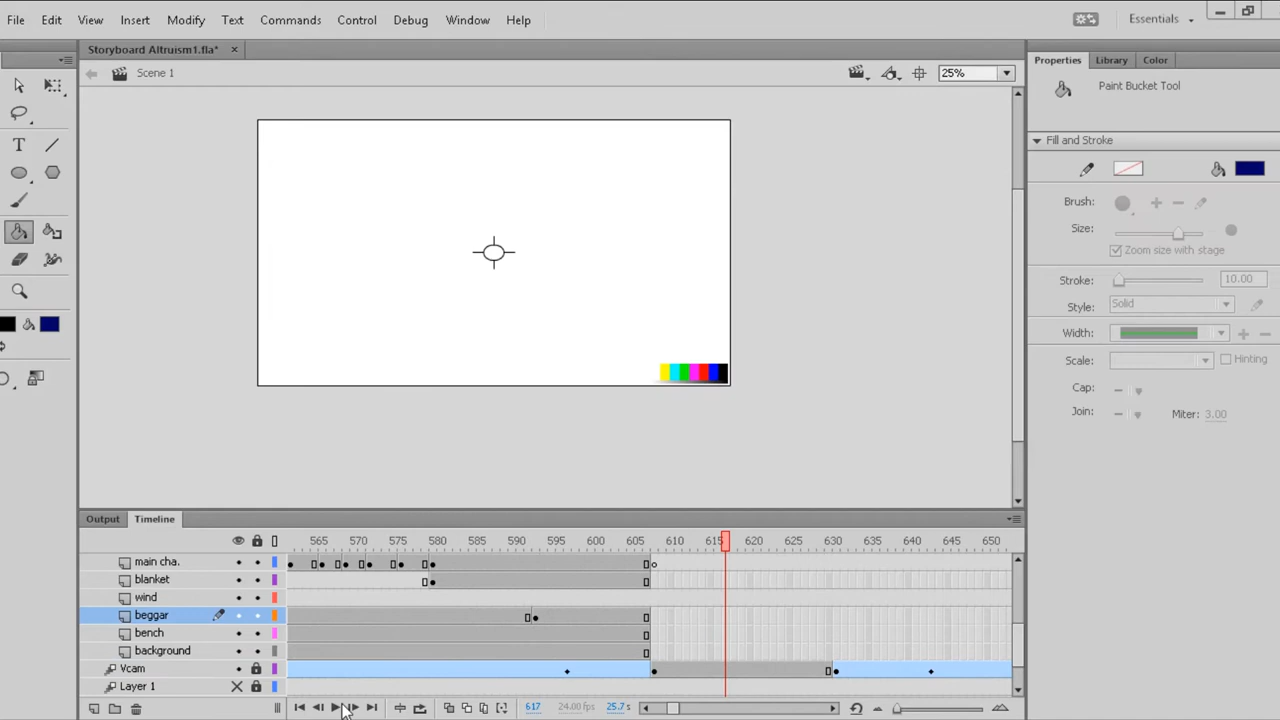 File Edit View Insert Modify Text Commands Control Debug Window Help Essentials
Storyboard Altruism1.fla* ×
Scene 1 25%
Properties Library Color
Paint Bucket Tool
Fill and Stroke
Brush:
Size:
Zoom size with stage
Stroke: 10.00
Style: Solid
Width:
Scale: Hinting
Cap:
Join: Miter: 3.00
Output Timeline
565 570 575 580 585 590 595 600 605 610 615 620 625 630 635 640 645 650
main cha.
blanket
wind
beggar
bench
background
Vcam
Layer 1
617 24.00 fps 25.7 s